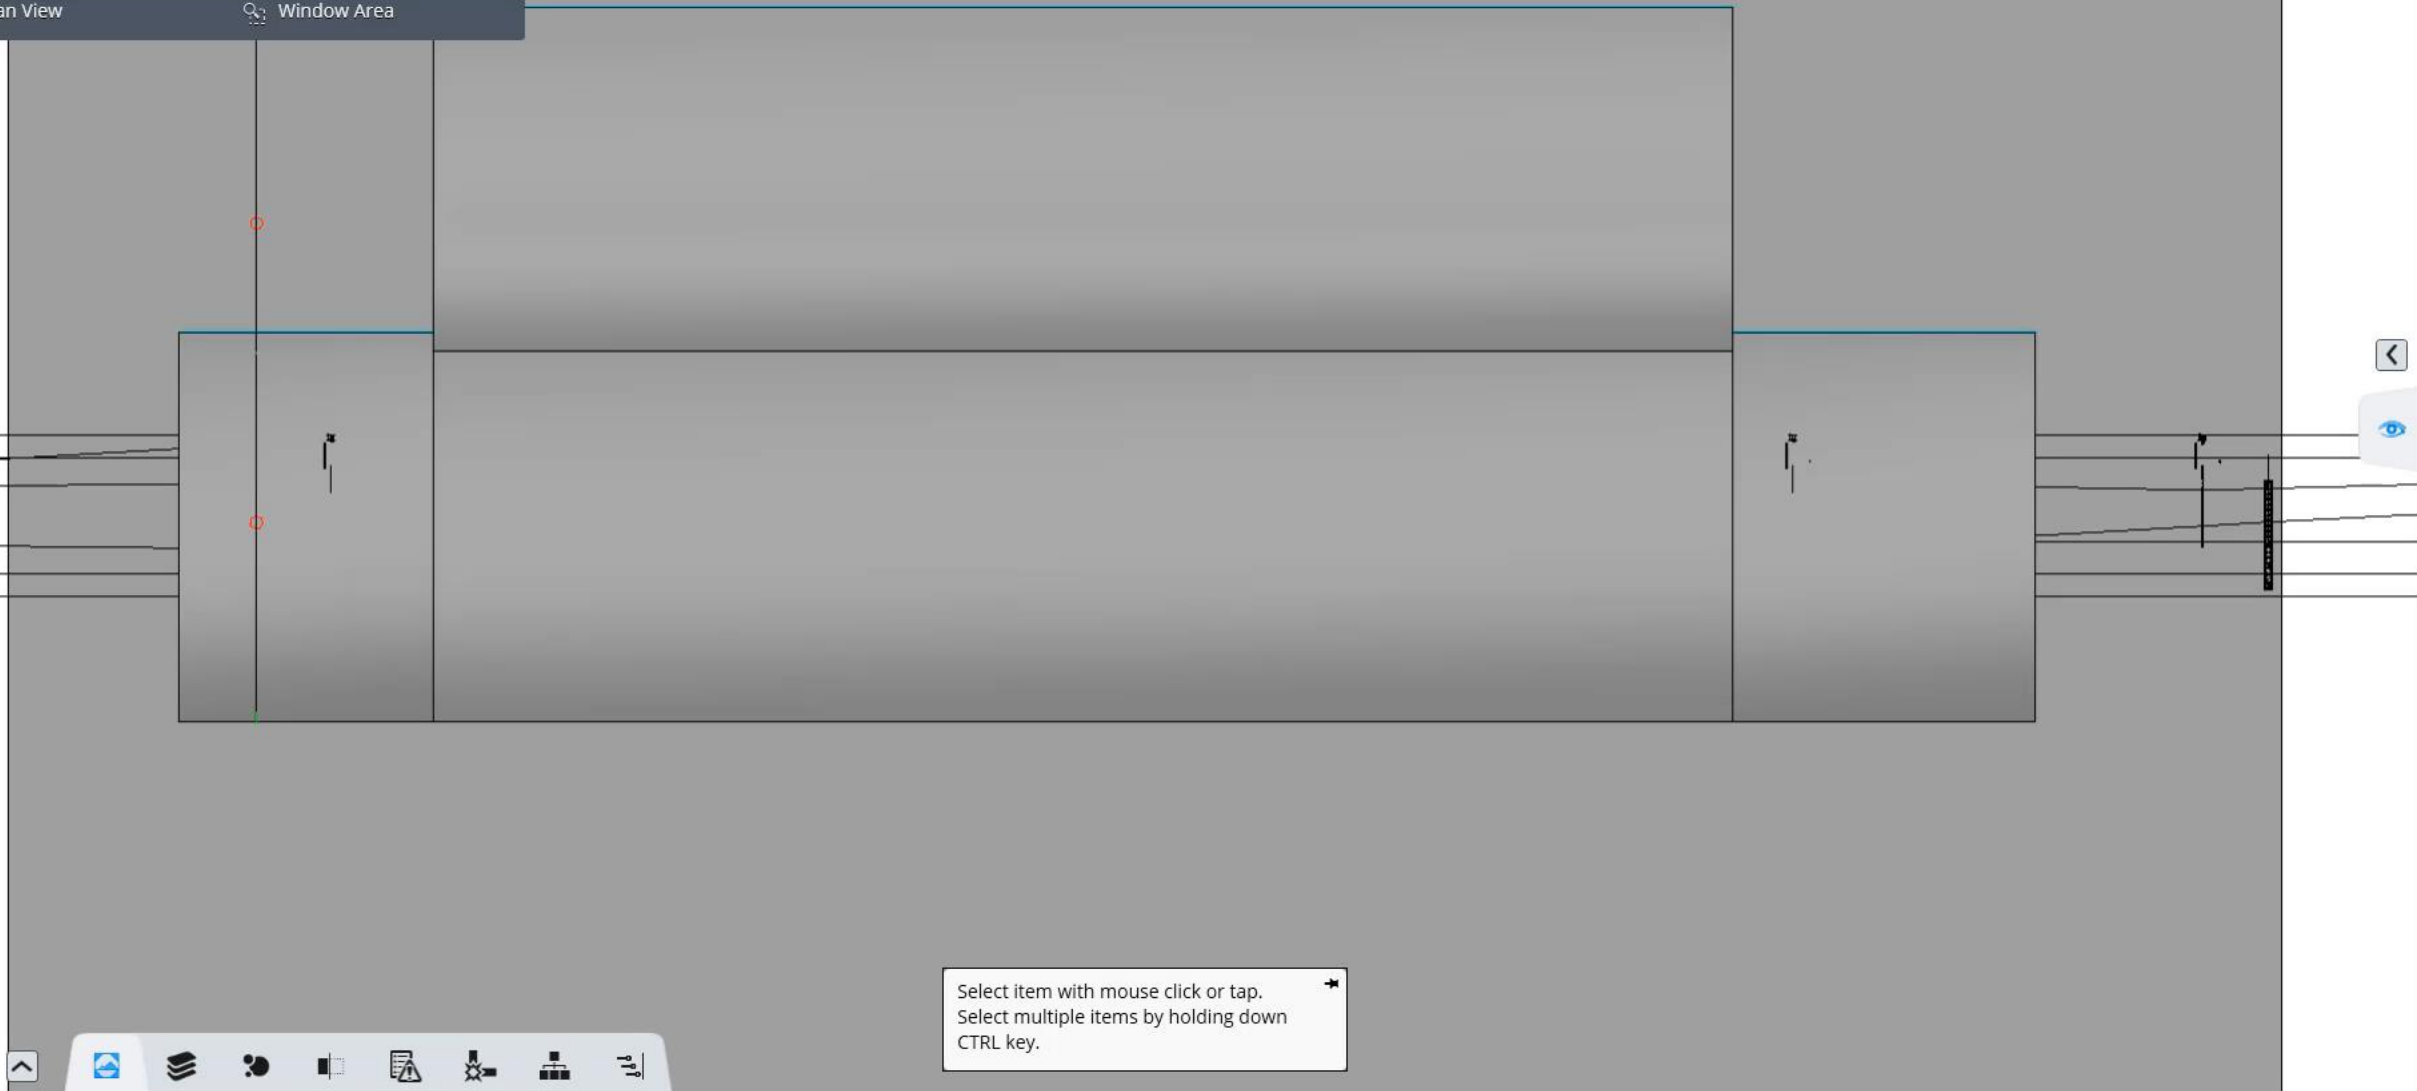 an View
Window Area
Select item with mouse click or tap.
Select multiple items by holding down
CTRL key.